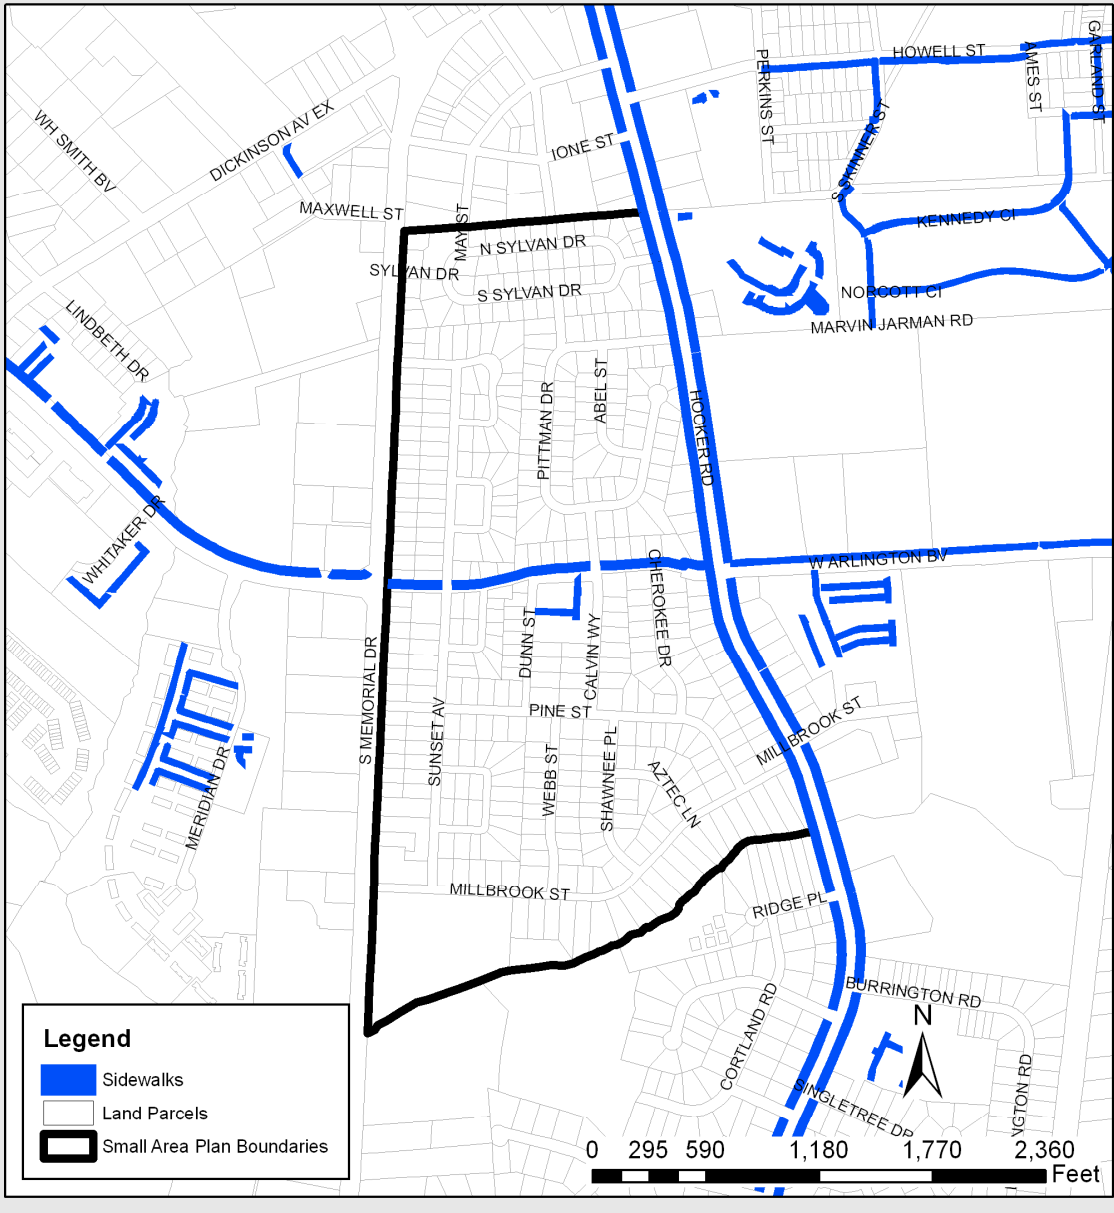 HOWELL ST
PERKINS ST
AMES ST
GARLAND ST
WH SMITH BV
DICKINSON AV EX
IONE ST
S SKINNER ST
MAXWELL ST
MAY ST
KENNEDY CI
N SYLVAN DR
SYLVAN DR
S SYLVAN DR
NORCOTT CI
MARVIN JARMAN RD
LINDBETH DR
PITTMAN DR
ABEL ST
HOCKER RD
WHITAKER DR
W ARLINGTON BV
CHEROKEE DR
DUNN ST
CALVIN WY
S MEMORIAL DR
SUNSET AV
PINE ST
MILLBROOK ST
WEBB ST
SHAWNEE PL
AZTEC LN
MERIDIAN DR
MILLBROOK ST
RIDGE PL
BURRINGTON RD
CORTLAND RD
N
SINGLETREE DR
NGTON RD
Legend
Sidewalks
Land Parcels
Small Area Plan Boundaries
0 295 590 1,180 1,770 2,360
Feet